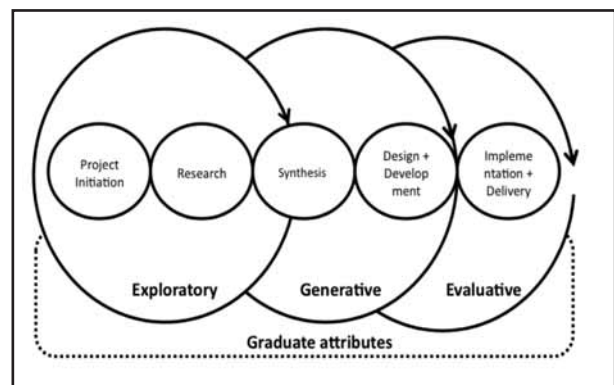 Project
Initiation
Research
Synthesis
Design +
Develop
ment
Impleme
ntation +
Delivery
Exploratory
Generative
Evaluative
Graduate attributes